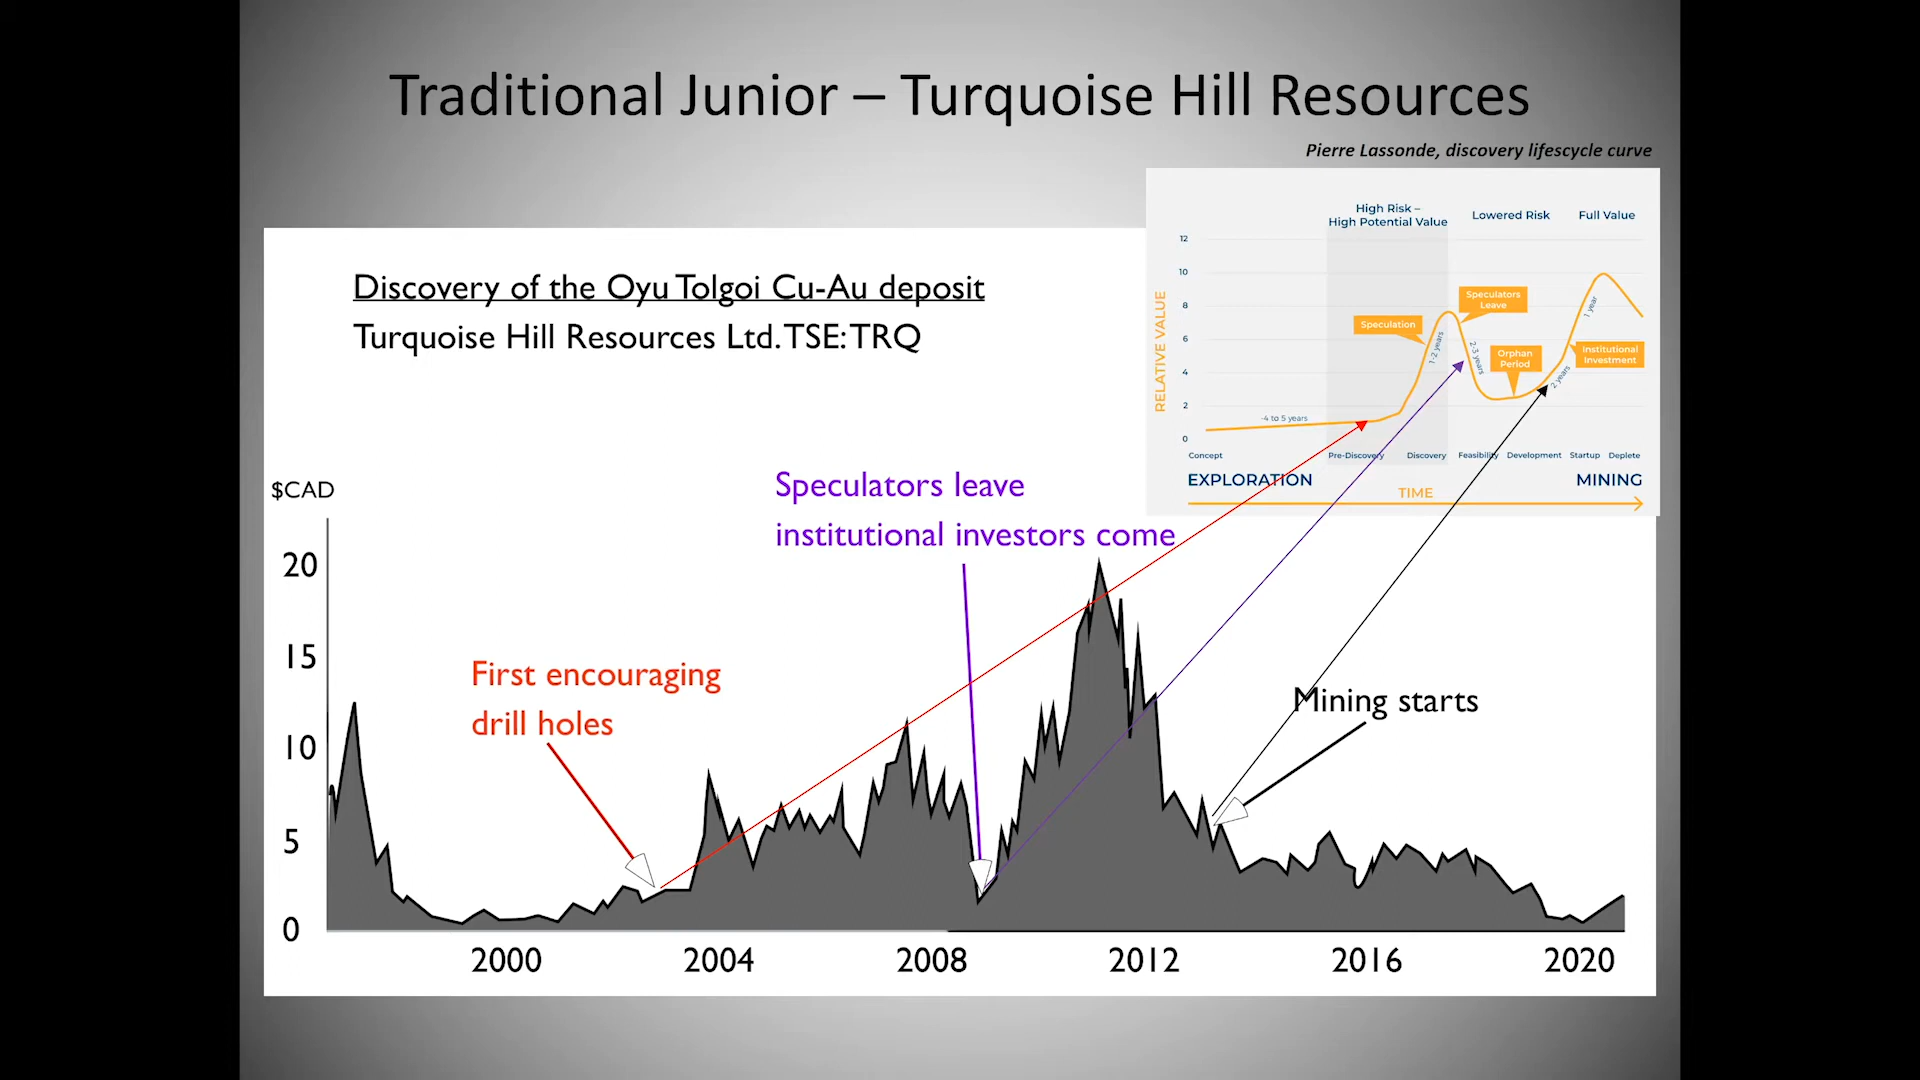 Traditional Junior – Turquoise Hill Resources
Pierre Lassonde, discovery lifescycle curve
High Risk –
High Potential Value
Lowered Risk
Full Value
12
10
8
6
4
2
0
RELATIVE VALUE
Speculation
Speculators
Leave
Orphan
Period
Institutional
Investment
-4 to 5 years
1-2 years
2-3 years
2 years
1 year
Concept
Pre-Discovery
Discovery
Feasibility
Development
Startup
Deplete
EXPLORATION
TIME
MINING
Discovery of the Oyu Tolgoi Cu-Au deposit
Turquoise Hill Resources Ltd. TSE: TRQ
$CAD
20
15
10
5
0
Speculators leave
institutional investors come
First encouraging
drill holes
Mining starts
2000
2004
2008
2012
2016
2020